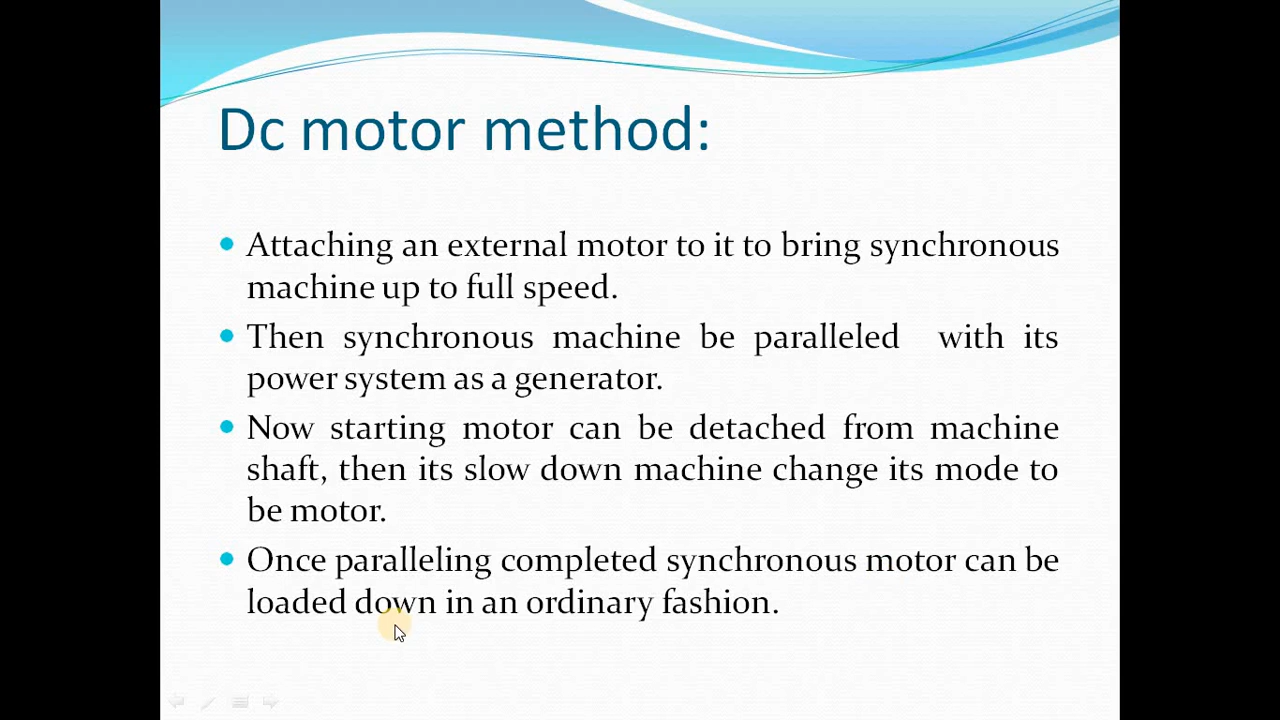 Dc motor method:
Attaching an external motor to it to bring synchronous
machine up to full speed.
Then synchronous machine be paralleled with its
power system as a generator.
Now starting motor can be detached from machine
shaft, then its slow down machine change its mode to
be motor.
Once paralleling completed synchronous motor can be
loaded down in an ordinary fashion.